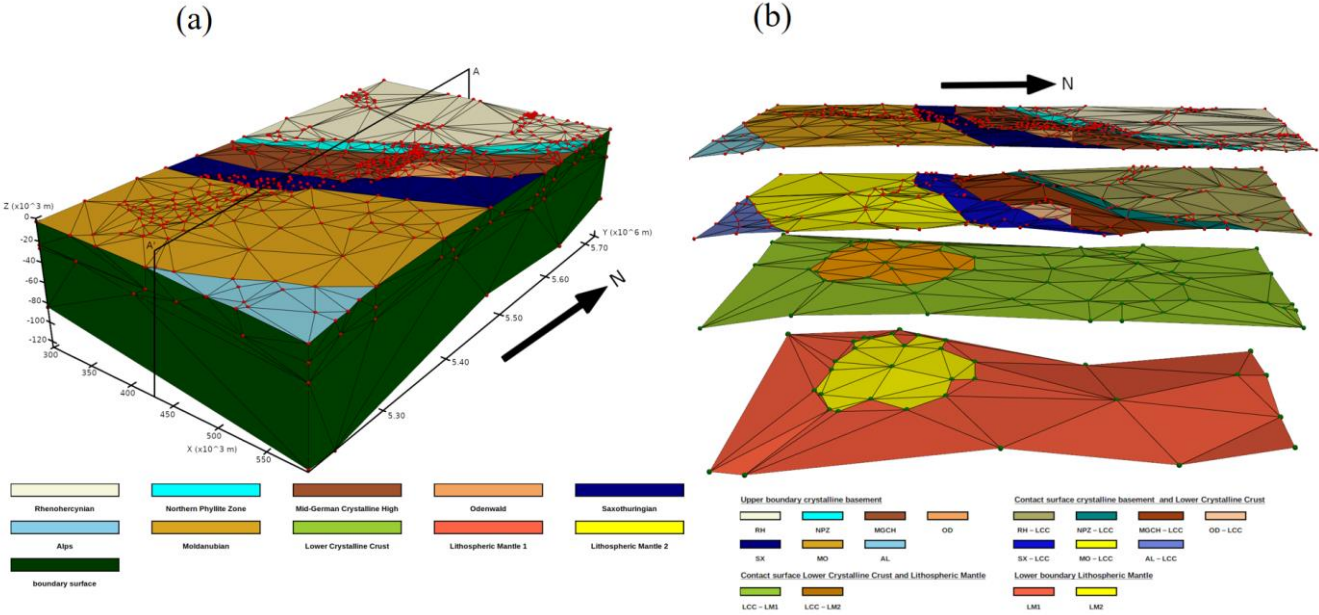 (a)
(b)
N
A
Z (x10^3 m)
0
-20
-40
-60
-80
-100
-120
A'
Y (x10^6 m)
5.70
5.60
5.50
5.40
5.30
N
300
350
400
450
500
550
X (x10^3 m)
Rhenohercynian
Northern Phyllite Zone
Mid-German Crystalline High
Odenwald
Saxothuringian
Alps
Moldanubian
Lower Crystalline Crust
Lithospheric Mantle 1
Lithospheric Mantle 2
boundary surface
Upper boundary crystalline basement
RH
NPZ
MGCH
OD
SX
MO
AL
Contact surface crystalline basement and Lower Crystalline Crust
RH – LCC
NPZ – LCC
MGCH – LCC
OD – LCC
SX – LCC
MO – LCC
AL – LCC
Contact surface Lower Crystalline Crust and Lithospheric Mantle
LCC – LM1
LCC – LM2
Lower boundary Lithospheric Mantle
LM1
LM2